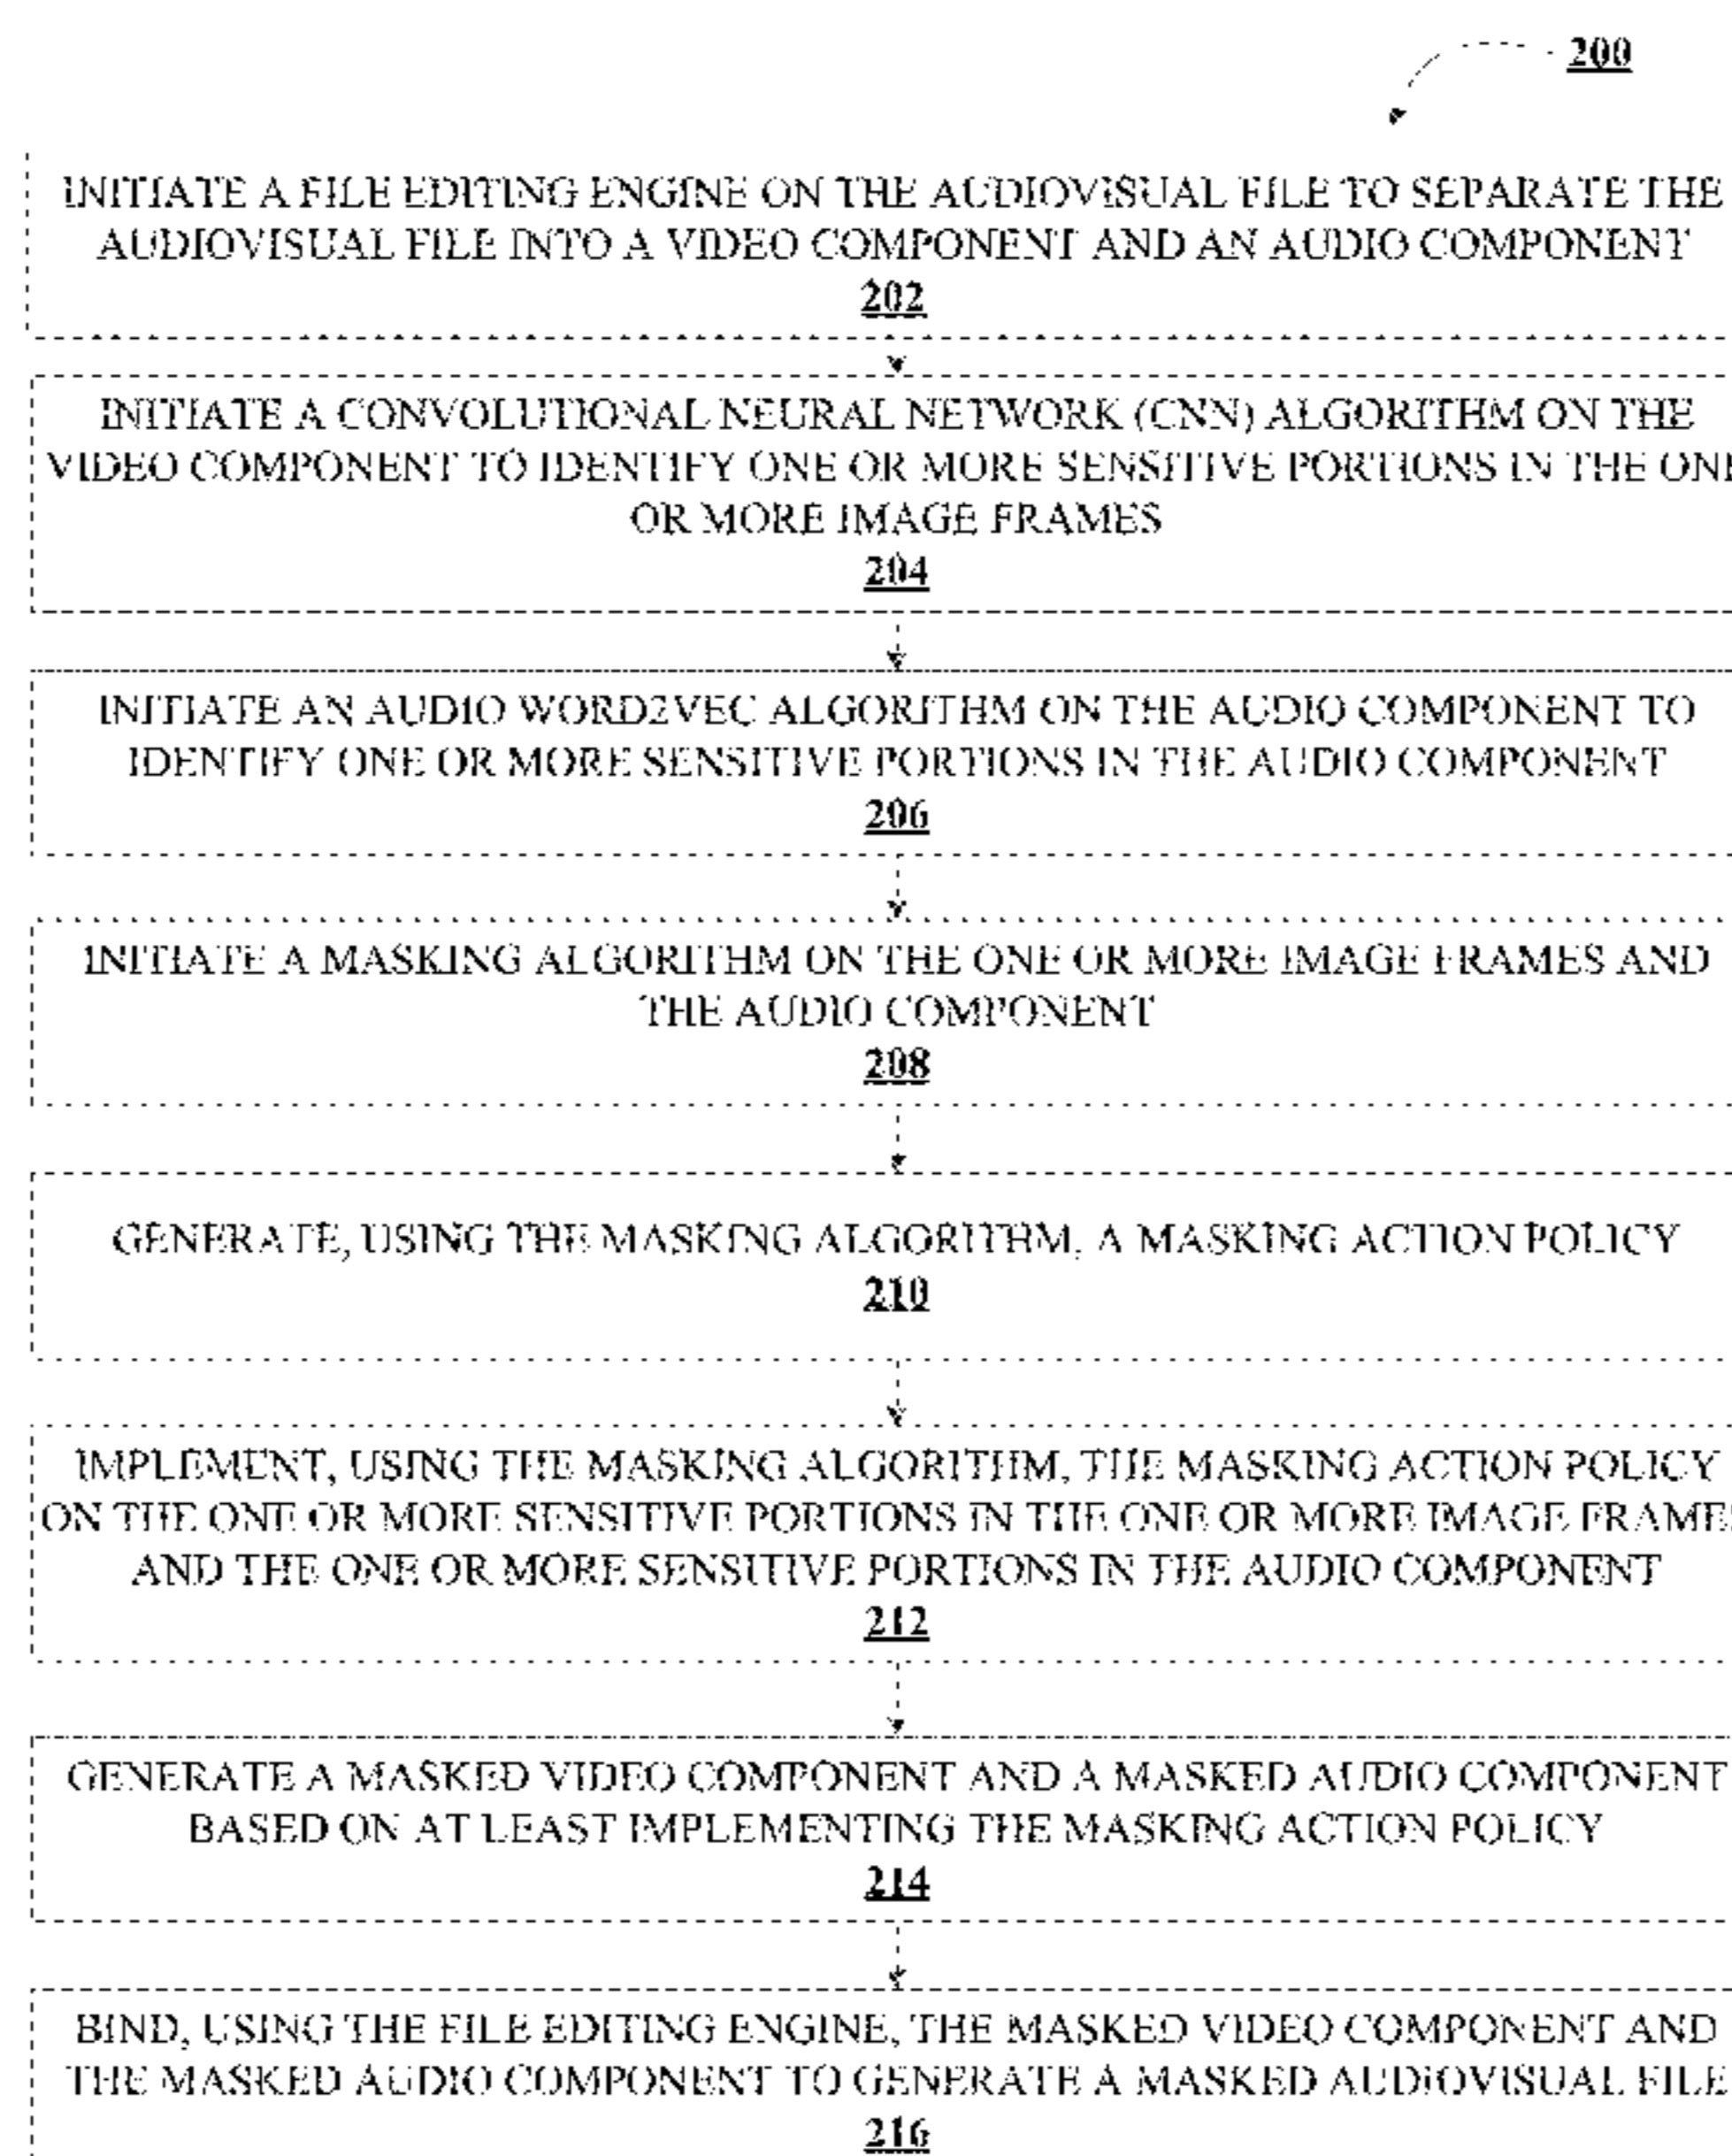 200
INITIATE A FILE EDITING ENGINE ON THE AUDIOVISUAL FILE TO SEPARATE THE
AUDIOVISUAL FILE INTO A VIDEO COMPONENT AND AN AUDIO COMPONENT
202
INITIATE A CONVOLUTIONAL NEURAL NETWORK (CNN) ALGORITHM ON THE
VIDEO COMPONENT TO IDENTIFY ONE OR MORE SENSITIVE PORTIONS IN THE ONE
OR MORE IMAGE FRAMES
204
INITIATE AN AUDIO WORD2VEC ALGORITHM ON THE AUDIO COMPONENT TO
IDENTIFY ONE OR MORE SENSITIVE PORTIONS IN THE AUDIO COMPONENT
206
INITIATE A MASKING ALGORITHM ON THE ONE OR MORE IMAGE FRAMES AND
THE AUDIO COMPONENT
208
GENERATE, USING THE MASKING ALGORITHM, A MASKING ACTION POLICY
210
IMPLEMENT, USING THE MASKING ALGORITHM, THE MASKING ACTION POLICY
ON THE ONE OR MORE SENSITIVE PORTIONS IN THE ONE OR MORE IMAGE FRAMES
AND THE ONE OR MORE SENSITIVE PORTIONS IN THE AUDIO COMPONENT
212
GENERATE A MASKED VIDEO COMPONENT AND A MASKED AUDIO COMPONENT
BASED ON AT LEAST IMPLEMENTING THE MASKING ACTION POLICY
214
BIND, USING THE FILE EDITING ENGINE, THE MASKED VIDEO COMPONENT AND
THE MASKED AUDIO COMPONENT TO GENERATE A MASKED AUDIOVISUAL FILE
216